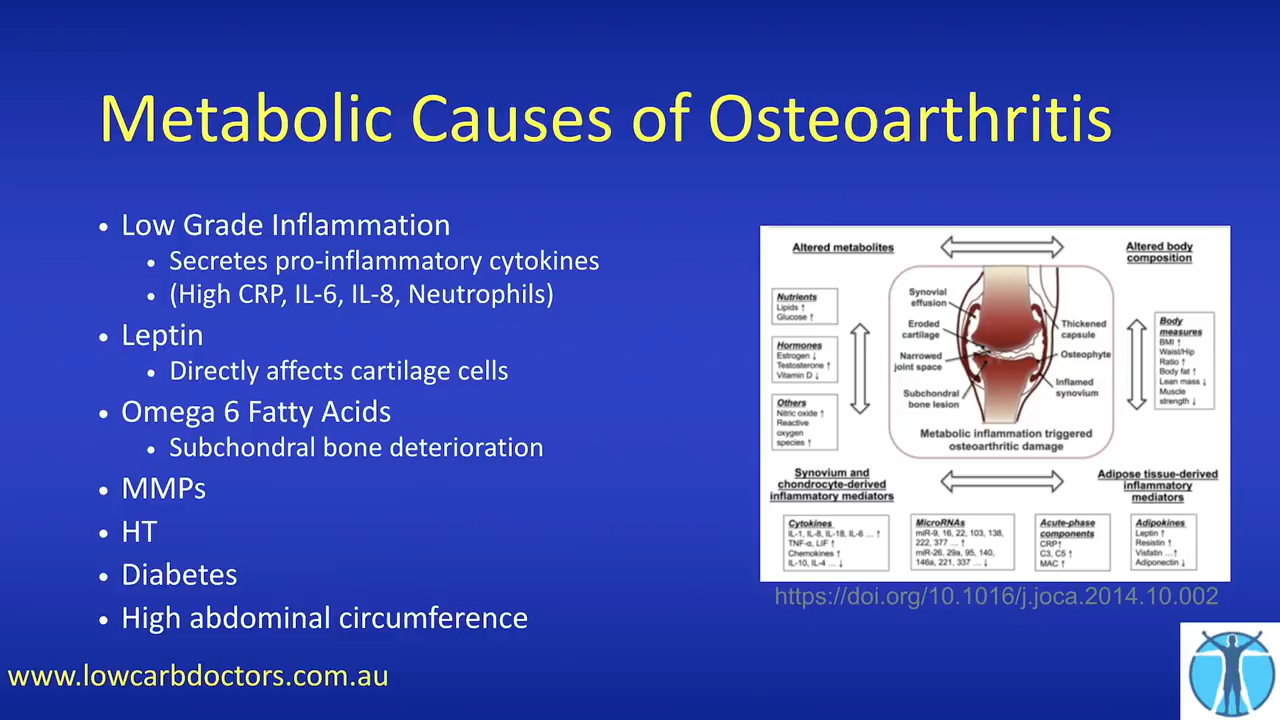 Metabolic Causes of Osteoarthritis
• Low Grade Inflammation
• Secretes pro-inflammatory cytokines
• (High CRP, IL-6, IL-8, Neutrophils)
• Leptin
• Directly affects cartilage cells
• Omega 6 Fatty Acids
• Subchondral bone deterioration
• MMPs
• HT
• Diabetes
• High abdominal circumference
www.lowcarbdoctors.com.au
Altered metabolites
Altered body
composition
Nutrients
Lipids ↑
Glucose ↑
Hormones
Estrogen ↓
Testosterone ↑
Vitamin D ↓
Others
Nitric oxide ↑
Reactive
oxygen
species ↑
Synovial
effusion
Eroded
cartilage
Narrowed
joint space
Subchondral
bone lesion
Thickened
capsule
Osteophyte
Inflamed
synovium
Metabolic inflammation triggered
osteoarthritic damage
Body
measures
BMI ↑
Waist/Hip
Ratio ↑
Body fat ↑
Lean mass ↓
Muscle
strength ↓
Synovium and
chondrocyte-derived
inflammatory mediators
Adipose tissue-derived
inflammatory
mediators
Cytokines
IL-1, IL-8, IL-18, IL-6 ... ↑
TNF-α, LIF ↑
Chemokines ↑
IL-10, IL-4 ... ↓
MicroRNAs
miR-9, 16, 22, 103, 138,
222, 377 ... ↑
miR-26, 29a, 95, 140,
146a, 221, 337 ... ↓
Acute-phase
components
CRP↑
C3, C5 ↑
MAC ↑
Adipokines
Leptin ↑
Resistin ↑
Visfatin ...↑
Adiponectin ↓
https://doi.org/10.1016/j.joca.2014.10.002